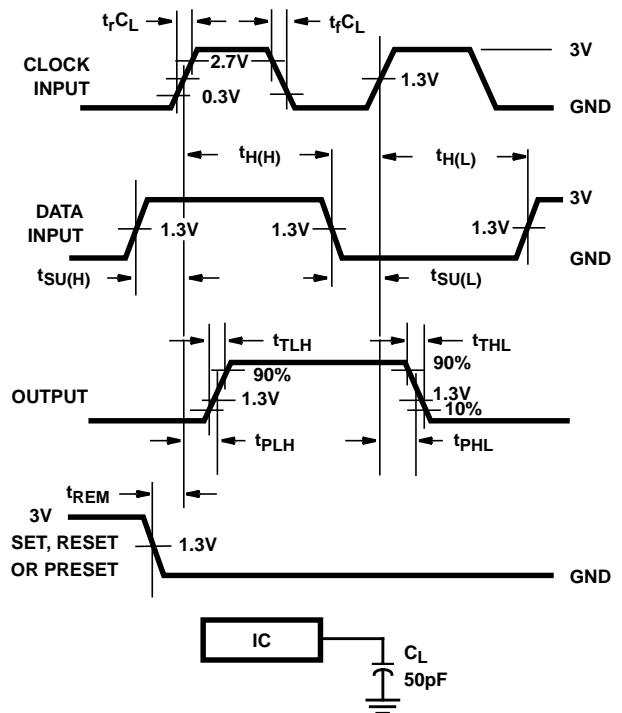 trCL
tfCL
CLOCK
INPUT
2.7V
0.3V
1.3V
3V
GND
tH(H)
tH(L)
DATA
INPUT
1.3V
1.3V
1.3V
3V
GND
tSU(H)
tSU(L)
tTLH
tTHL
OUTPUT
90%
1.3V
90%
1.3V
10%
tPLH
tPHL
tREM
3V
SET, RESET
OR PRESET
1.3V
GND
IC
CL
50pF